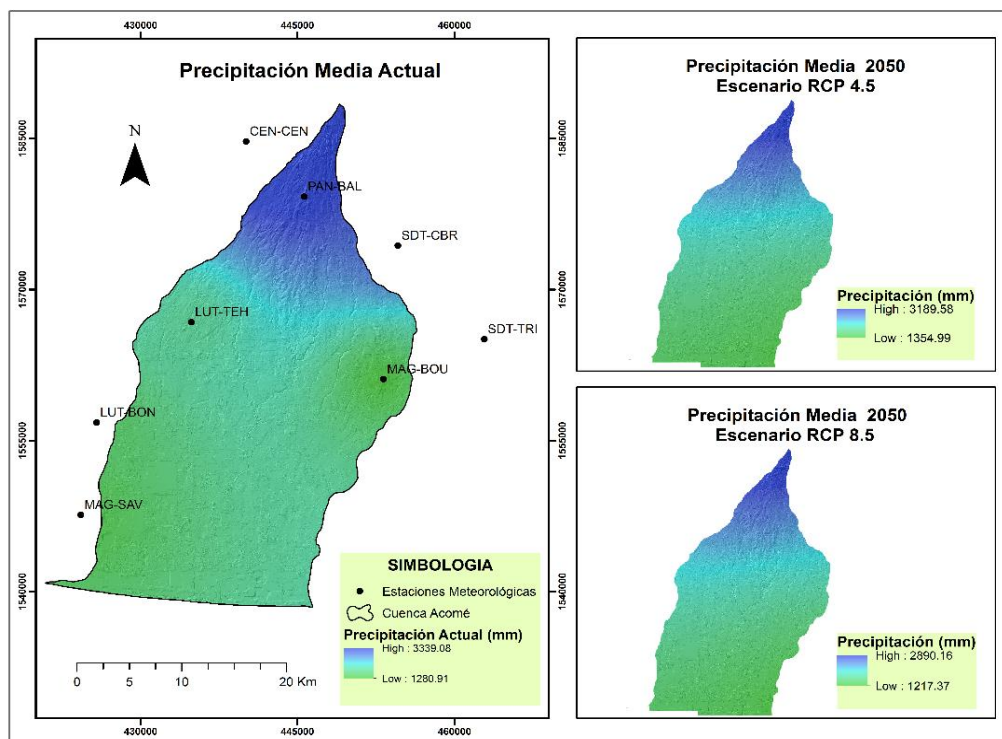 430000
445000
460000
Precipitación Media Actual
N
CEN-CEN
PAN-BAL
SDT-CBR
LUT-TEH
SDT-TRI
MAG-BOU
LUT-BON
MAG-SAV
1585000
1570000
1555000
1540000
1585000
1570000
1555000
1540000
SIMBOLOGIA
Estaciones Meteorológicas
Cuenca Acomé
Precipitación Actual (mm)
High : 3339.08
Low : 1280.91
0 5 10 20 Km
430000
445000
460000
Precipitación Media 2050
Escenario RCP 4.5
Precipitación (mm)
High : 3189.58
Low : 1354.99
Precipitación Media 2050
Escenario RCP 8.5
Precipitación (mm)
High : 2890.16
Low : 1217.37